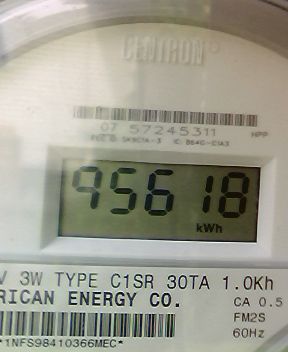 CENTRON®
07 57245311 HPP
95618
kWh
V 3W TYPE C1SR 30TA 1.0Kh
RICAN ENERGY CO.
CA 0.5
FM2S
60Hz
*1NFS98410366MEC*